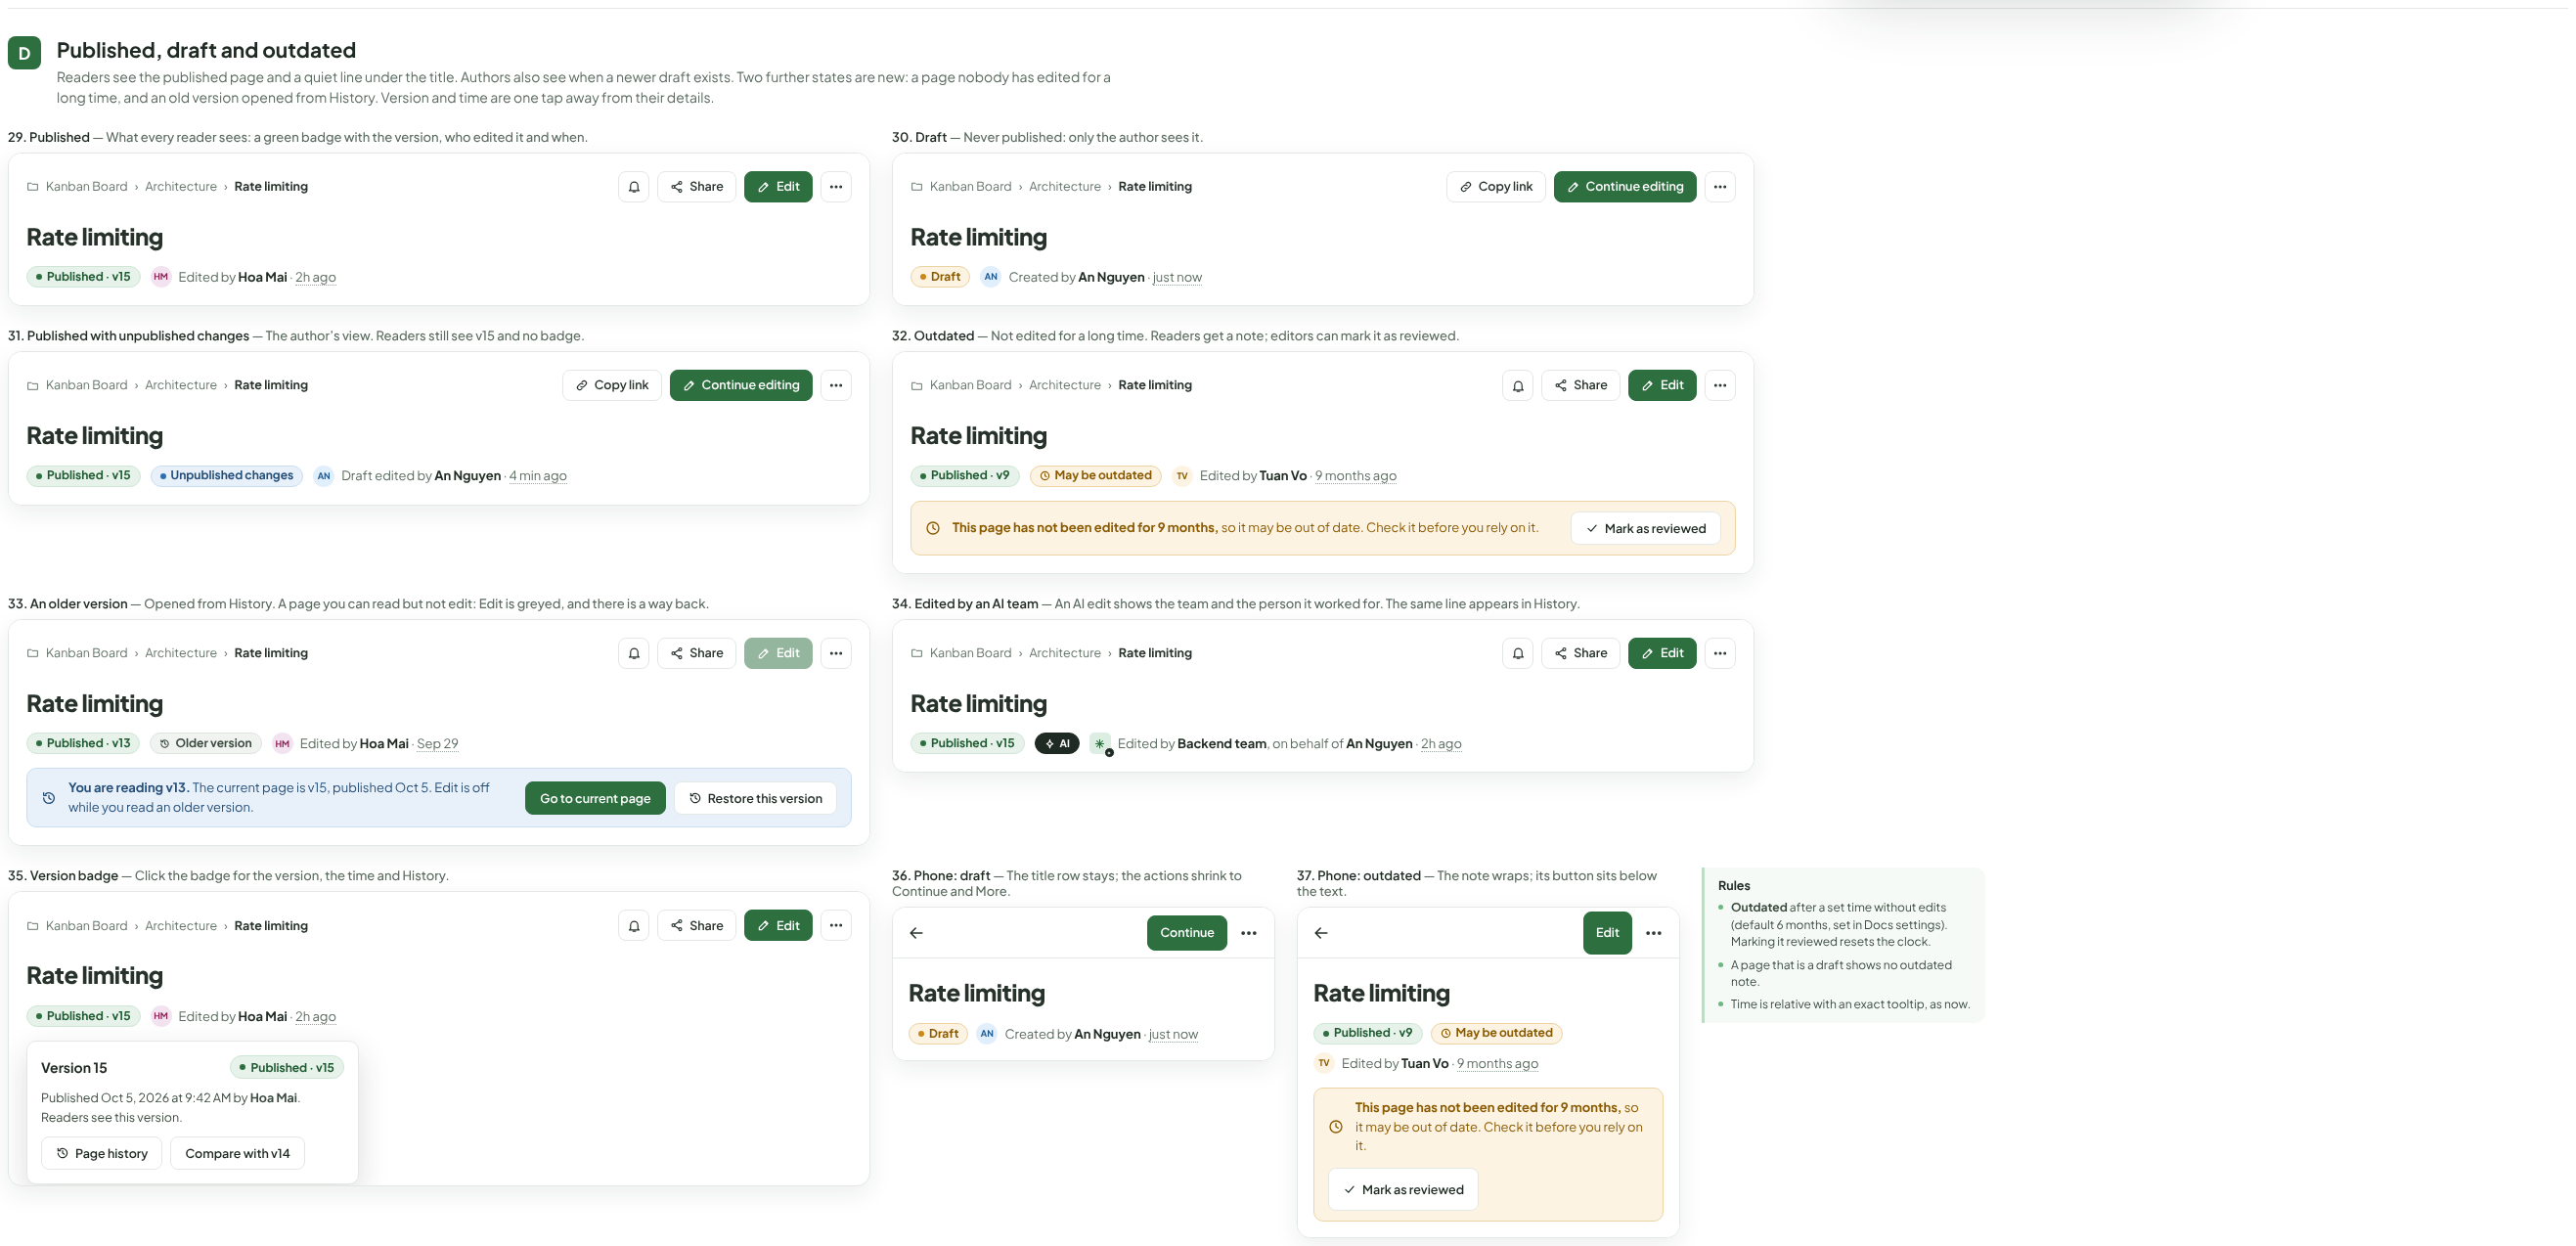 D
Published, draft and outdated
Readers see the published page and a quiet line under the title. Authors also see when a newer draft exists. Two further states are new: a page nobody has edited for a
long time, and an old version opened from History. Version and time are one tap away from their details.
29. Published — What every reader sees: a green badge with the version, who edited it and when.
Kanban Board › Architecture › Rate limiting
Share
Edit
Rate limiting
Published · v15 HM Edited by Hoa Mai · 2h ago
30. Draft — Never published: only the author sees it.
Kanban Board › Architecture › Rate limiting
Copy link
Continue editing
Rate limiting
Draft AN Created by An Nguyen · just now
31. Published with unpublished changes — The author's view. Readers still see v15 and no badge.
Kanban Board › Architecture › Rate limiting
Copy link
Continue editing
Rate limiting
Published · v15 Unpublished changes AN Draft edited by An Nguyen · 4 min ago
32. Outdated — Not edited for a long time. Readers get a note; editors can mark it as reviewed.
Kanban Board › Architecture › Rate limiting
Share
Edit
Rate limiting
Published · v9 May be outdated TV Edited by Tuan Vo · 9 months ago
This page has not been edited for 9 months, so it may be out of date. Check it before you rely on it.
Mark as reviewed
33. An older version — Opened from History. A page you can read but not edit: Edit is greyed, and there is a way back.
Kanban Board › Architecture › Rate limiting
Share
Edit
Rate limiting
Published · v13 Older version HM Edited by Hoa Mai · Sep 29
You are reading v13. The current page is v15, published Oct 5. Edit is off
while you read an older version.
Go to current page
Restore this version
34. Edited by an AI team — An AI edit shows the team and the person it worked for. The same line appears in History.
Kanban Board › Architecture › Rate limiting
Share
Edit
Rate limiting
Published · v15 AI Edited by Backend team, on behalf of An Nguyen · 2h ago
35. Version badge — Click the badge for the version, the time and History.
Kanban Board › Architecture › Rate limiting
Share
Edit
Rate limiting
Published · v15 HM Edited by Hoa Mai · 2h ago
Version 15
Published · v15
Published Oct 5, 2026 at 9:42 AM by Hoa Mai.
Readers see this version.
Page history
Compare with v14
36. Phone: draft — The title row stays; the actions shrink to
Continue and More.
Continue
Rate limiting
Draft AN Created by An Nguyen · just now
37. Phone: outdated — The note wraps; its button sits below
the text.
Edit
Rate limiting
Published · v9 May be outdated
TV Edited by Tuan Vo · 9 months ago
This page has not been edited for 9 months, so
it may be out of date. Check it before you rely on
it.
Mark as reviewed
Rules
Outdated after a set time without edits
(default 6 months, set in Docs settings).
Marking it reviewed resets the clock.
A page that is a draft shows no outdated
note.
Time is relative with an exact tooltip, as now.